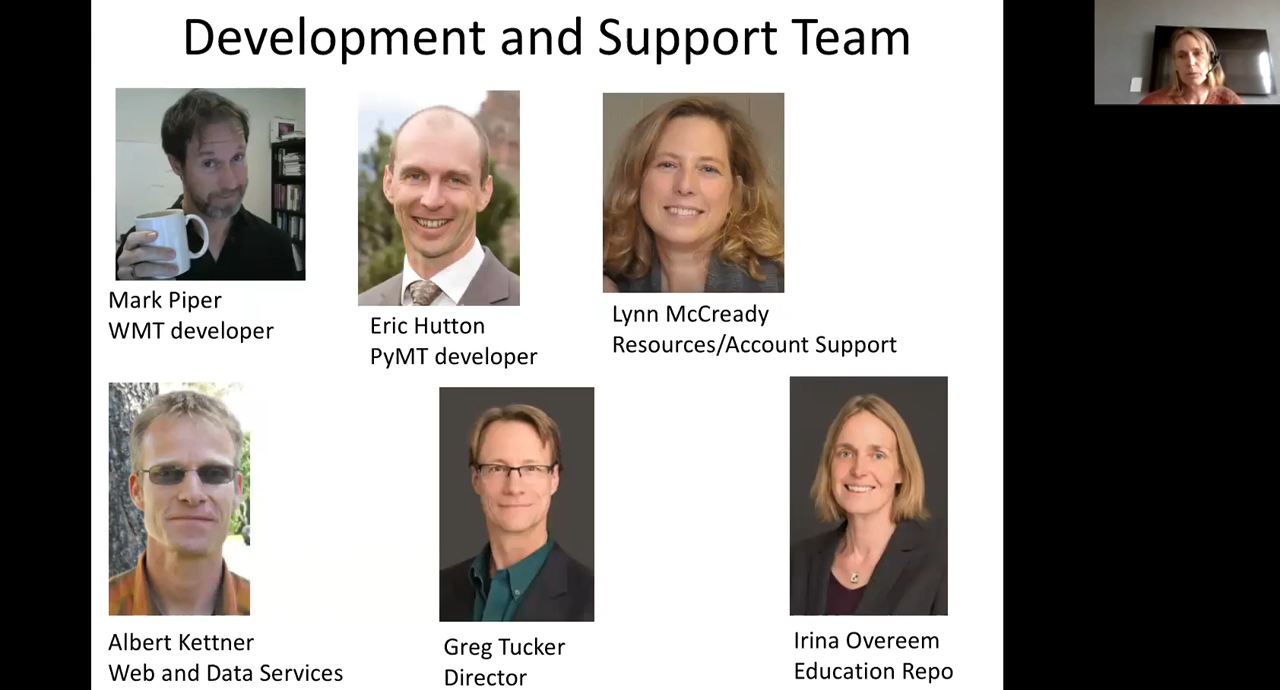 Development and Support Team
Mark Piper
WMT developer
Eric Hutton
PyMT developer
Lynn McCready
Resources/Account Support
Albert Kettner
Web and Data Services
Greg Tucker
Director
Irina Overeem
Education Repo